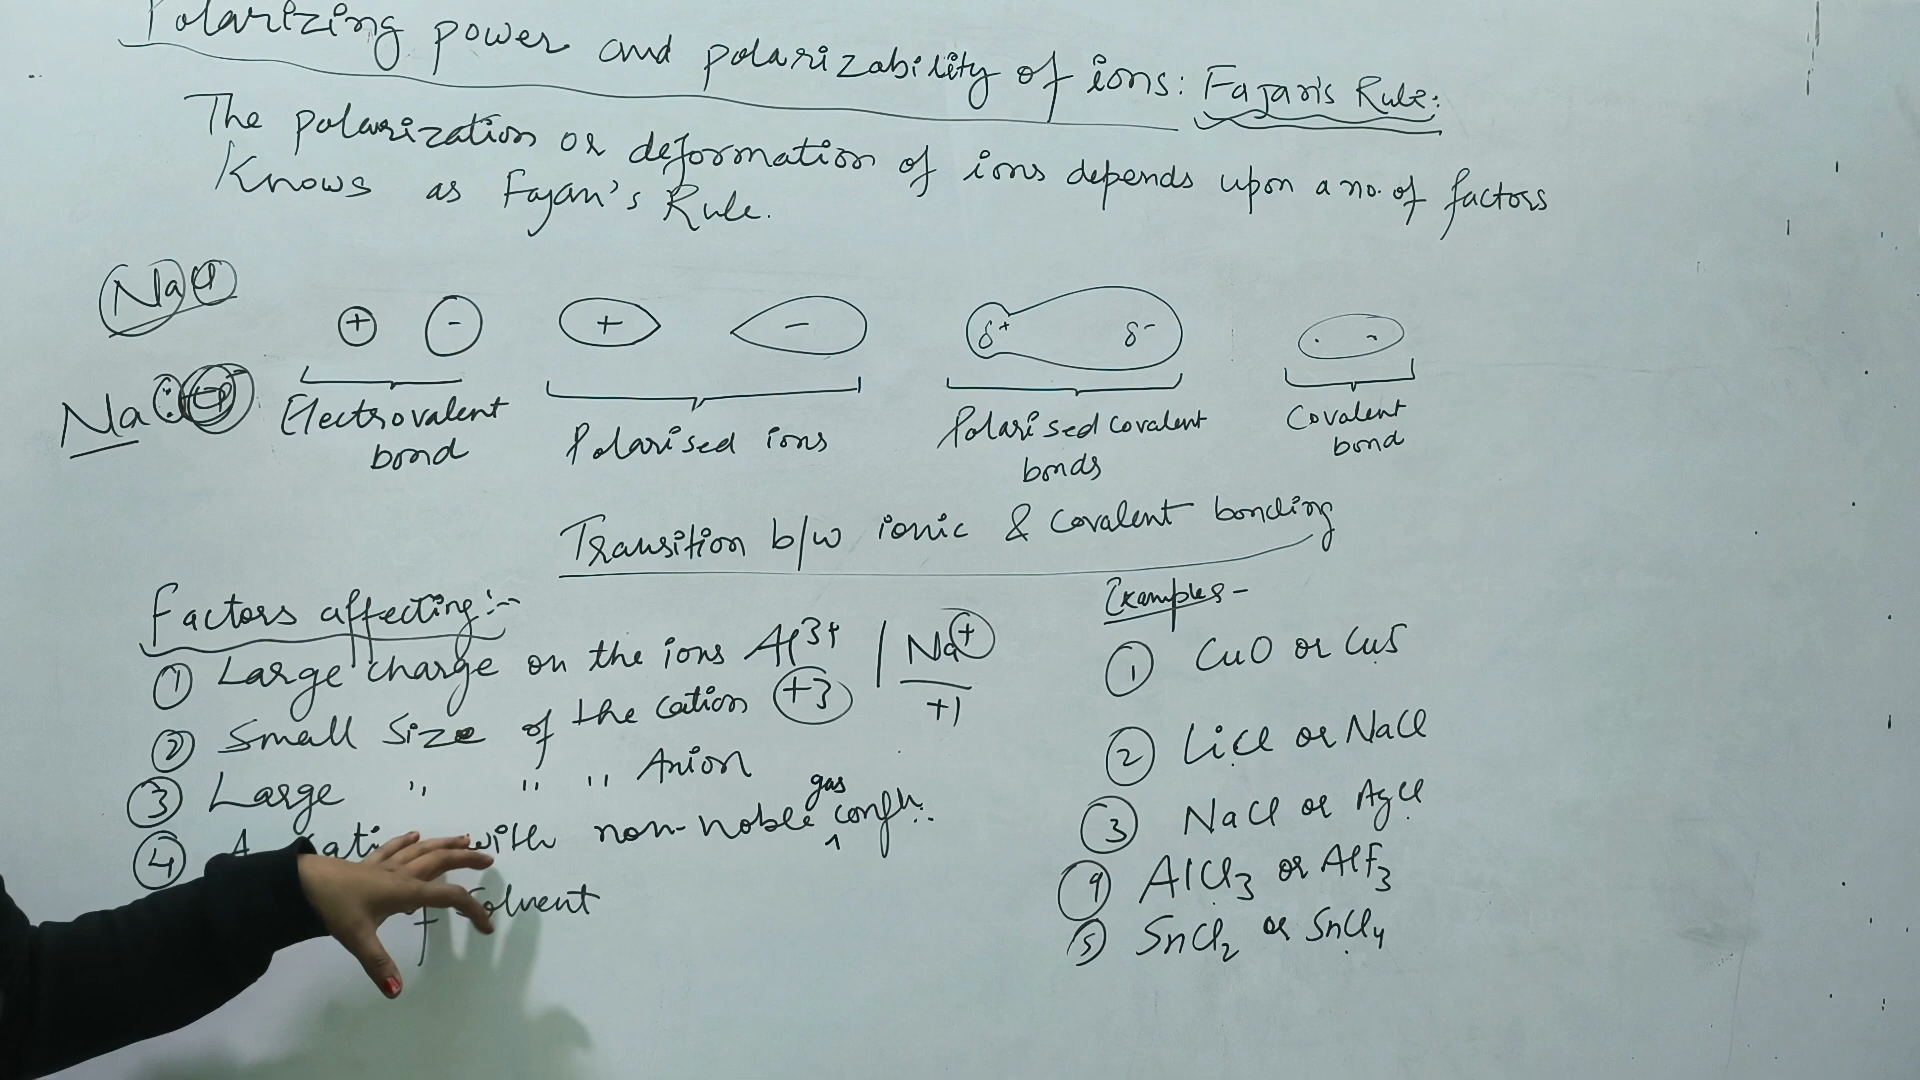 Polarizing power and polarizability of ions: Fajan's Rule:
The polarization or deformation of ions depends upon a no. of factors
Knows as Fajan's Rule.
NaCl
+ - + - δ+ δ- . .
Na
Electrovalent bond
Polarised ions
Polarised covalent bonds
Covalent bond
Transition b/w ionic & covalent bonding
Factors affecting:-
① Large charge on the ions Al3+ | Na+
② Small size of the cation +3 +1
③ Large " " " Anion
④ A with non-noble gas confn.
f Solvent
Examples-
① CuO or CuS
② LiCl or NaCl
③ NaCl or AgCl
④ AlCl3 or AlF3
⑤ SnCl2 or SnCl4